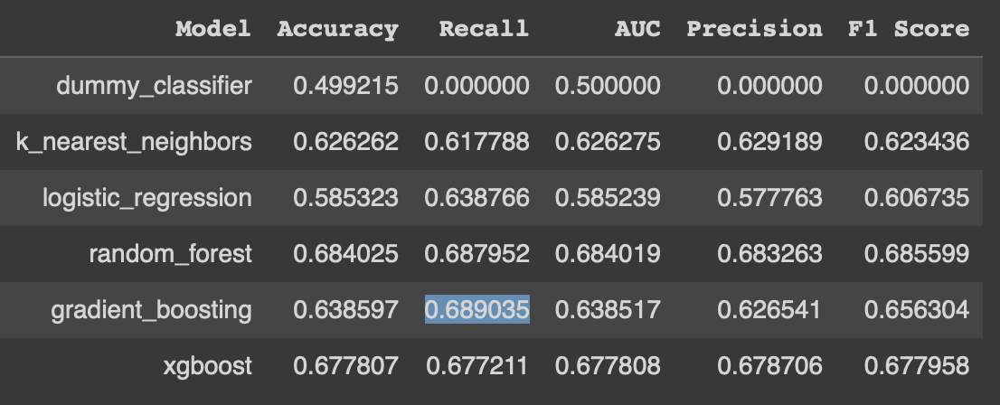 Model Accuracy Recall AUC Precision F1 Score
dummy_classifier 0.499215 0.000000 0.500000 0.000000 0.000000
k_nearest_neighbors 0.626262 0.617788 0.626275 0.629189 0.623436
logistic_regression 0.585323 0.638766 0.585239 0.577763 0.606735
random_forest 0.684025 0.687952 0.684019 0.683263 0.685599
gradient_boosting 0.638597 0.689035 0.638517 0.626541 0.656304
xgboost 0.677807 0.677211 0.677808 0.678706 0.677958